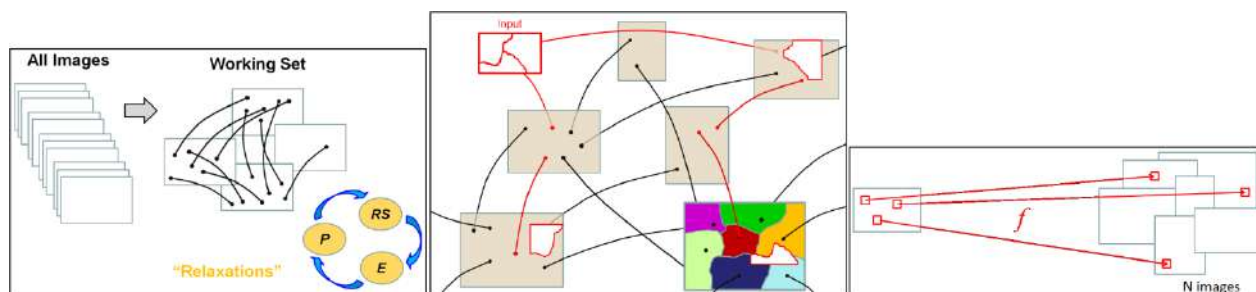 All Images
Working Set
P
RS
E
"Relaxations"
Input
f
N images